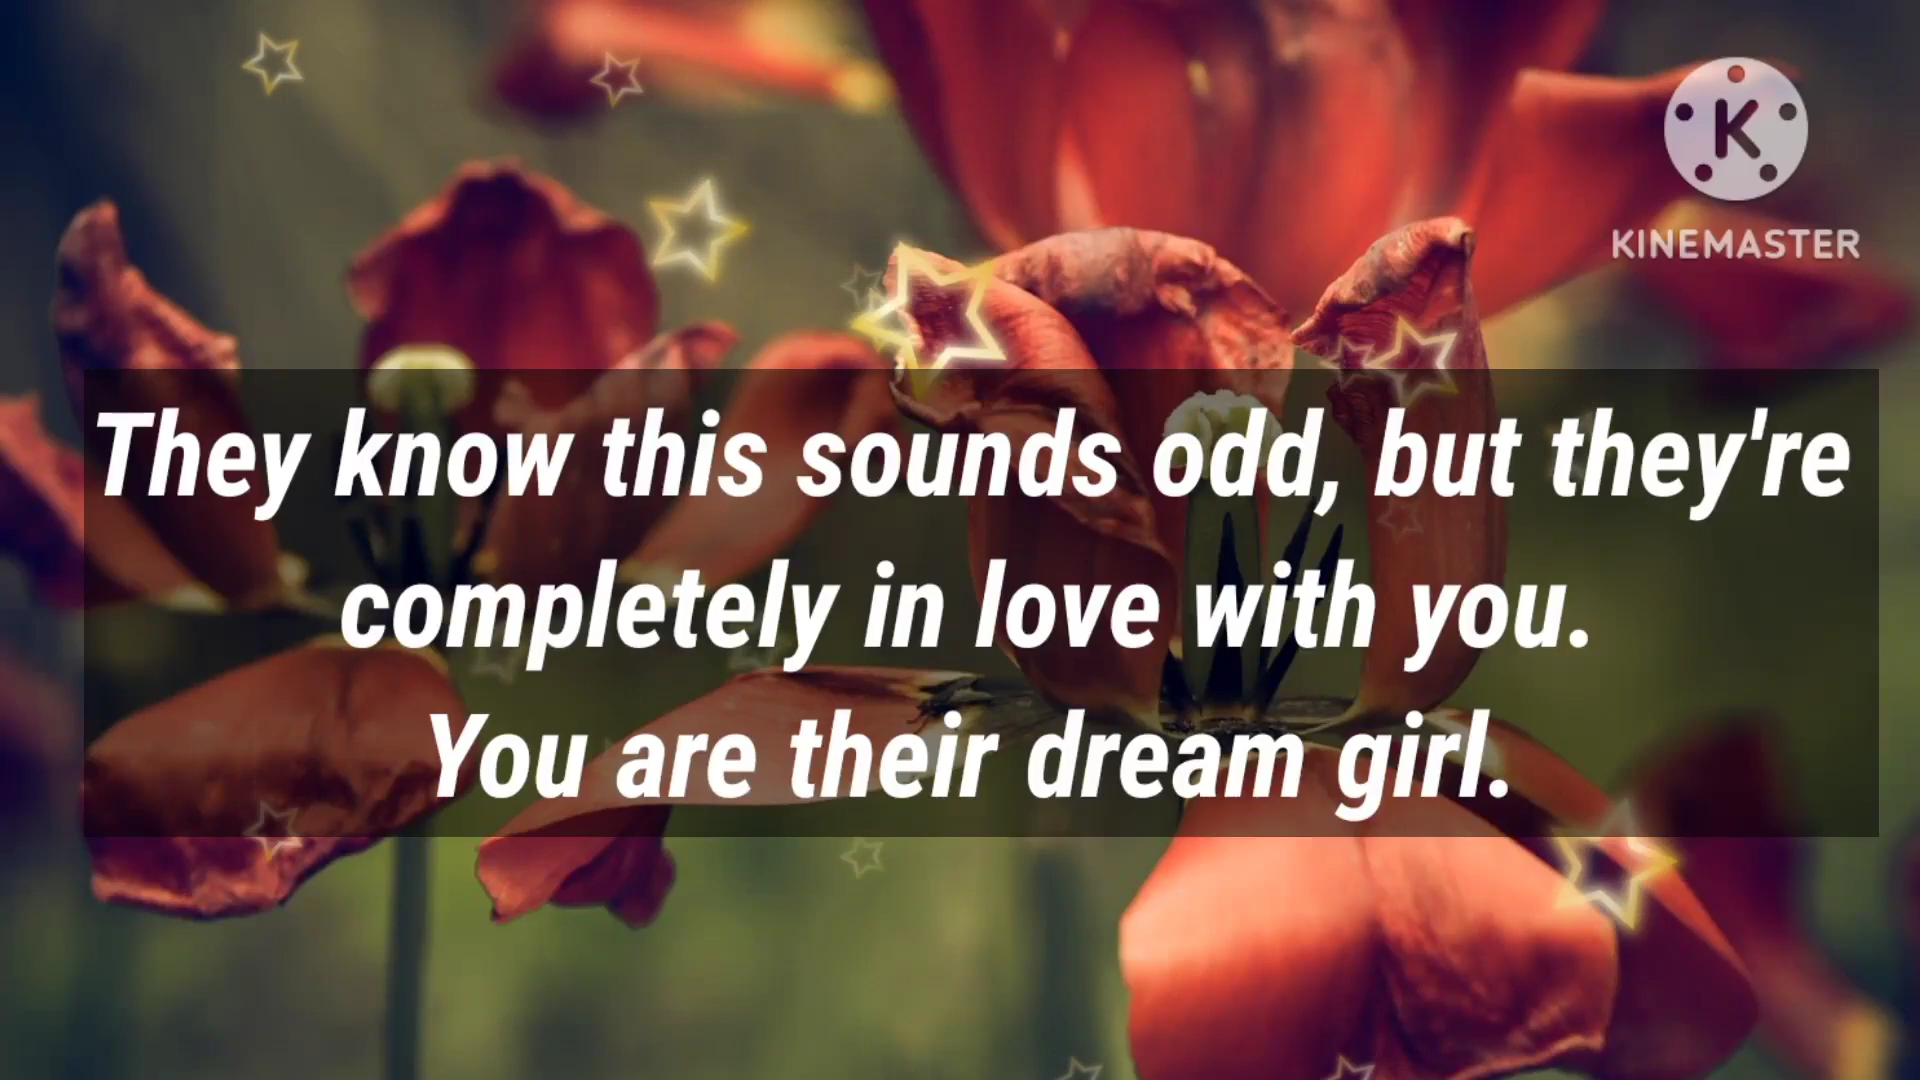 K
KINEMASTER
They know this sounds odd, but they're
completely in love with you.
You are their dream girl.